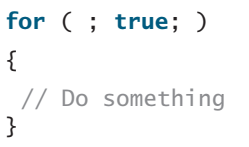 for ( ; true; )
{
// Do something
}